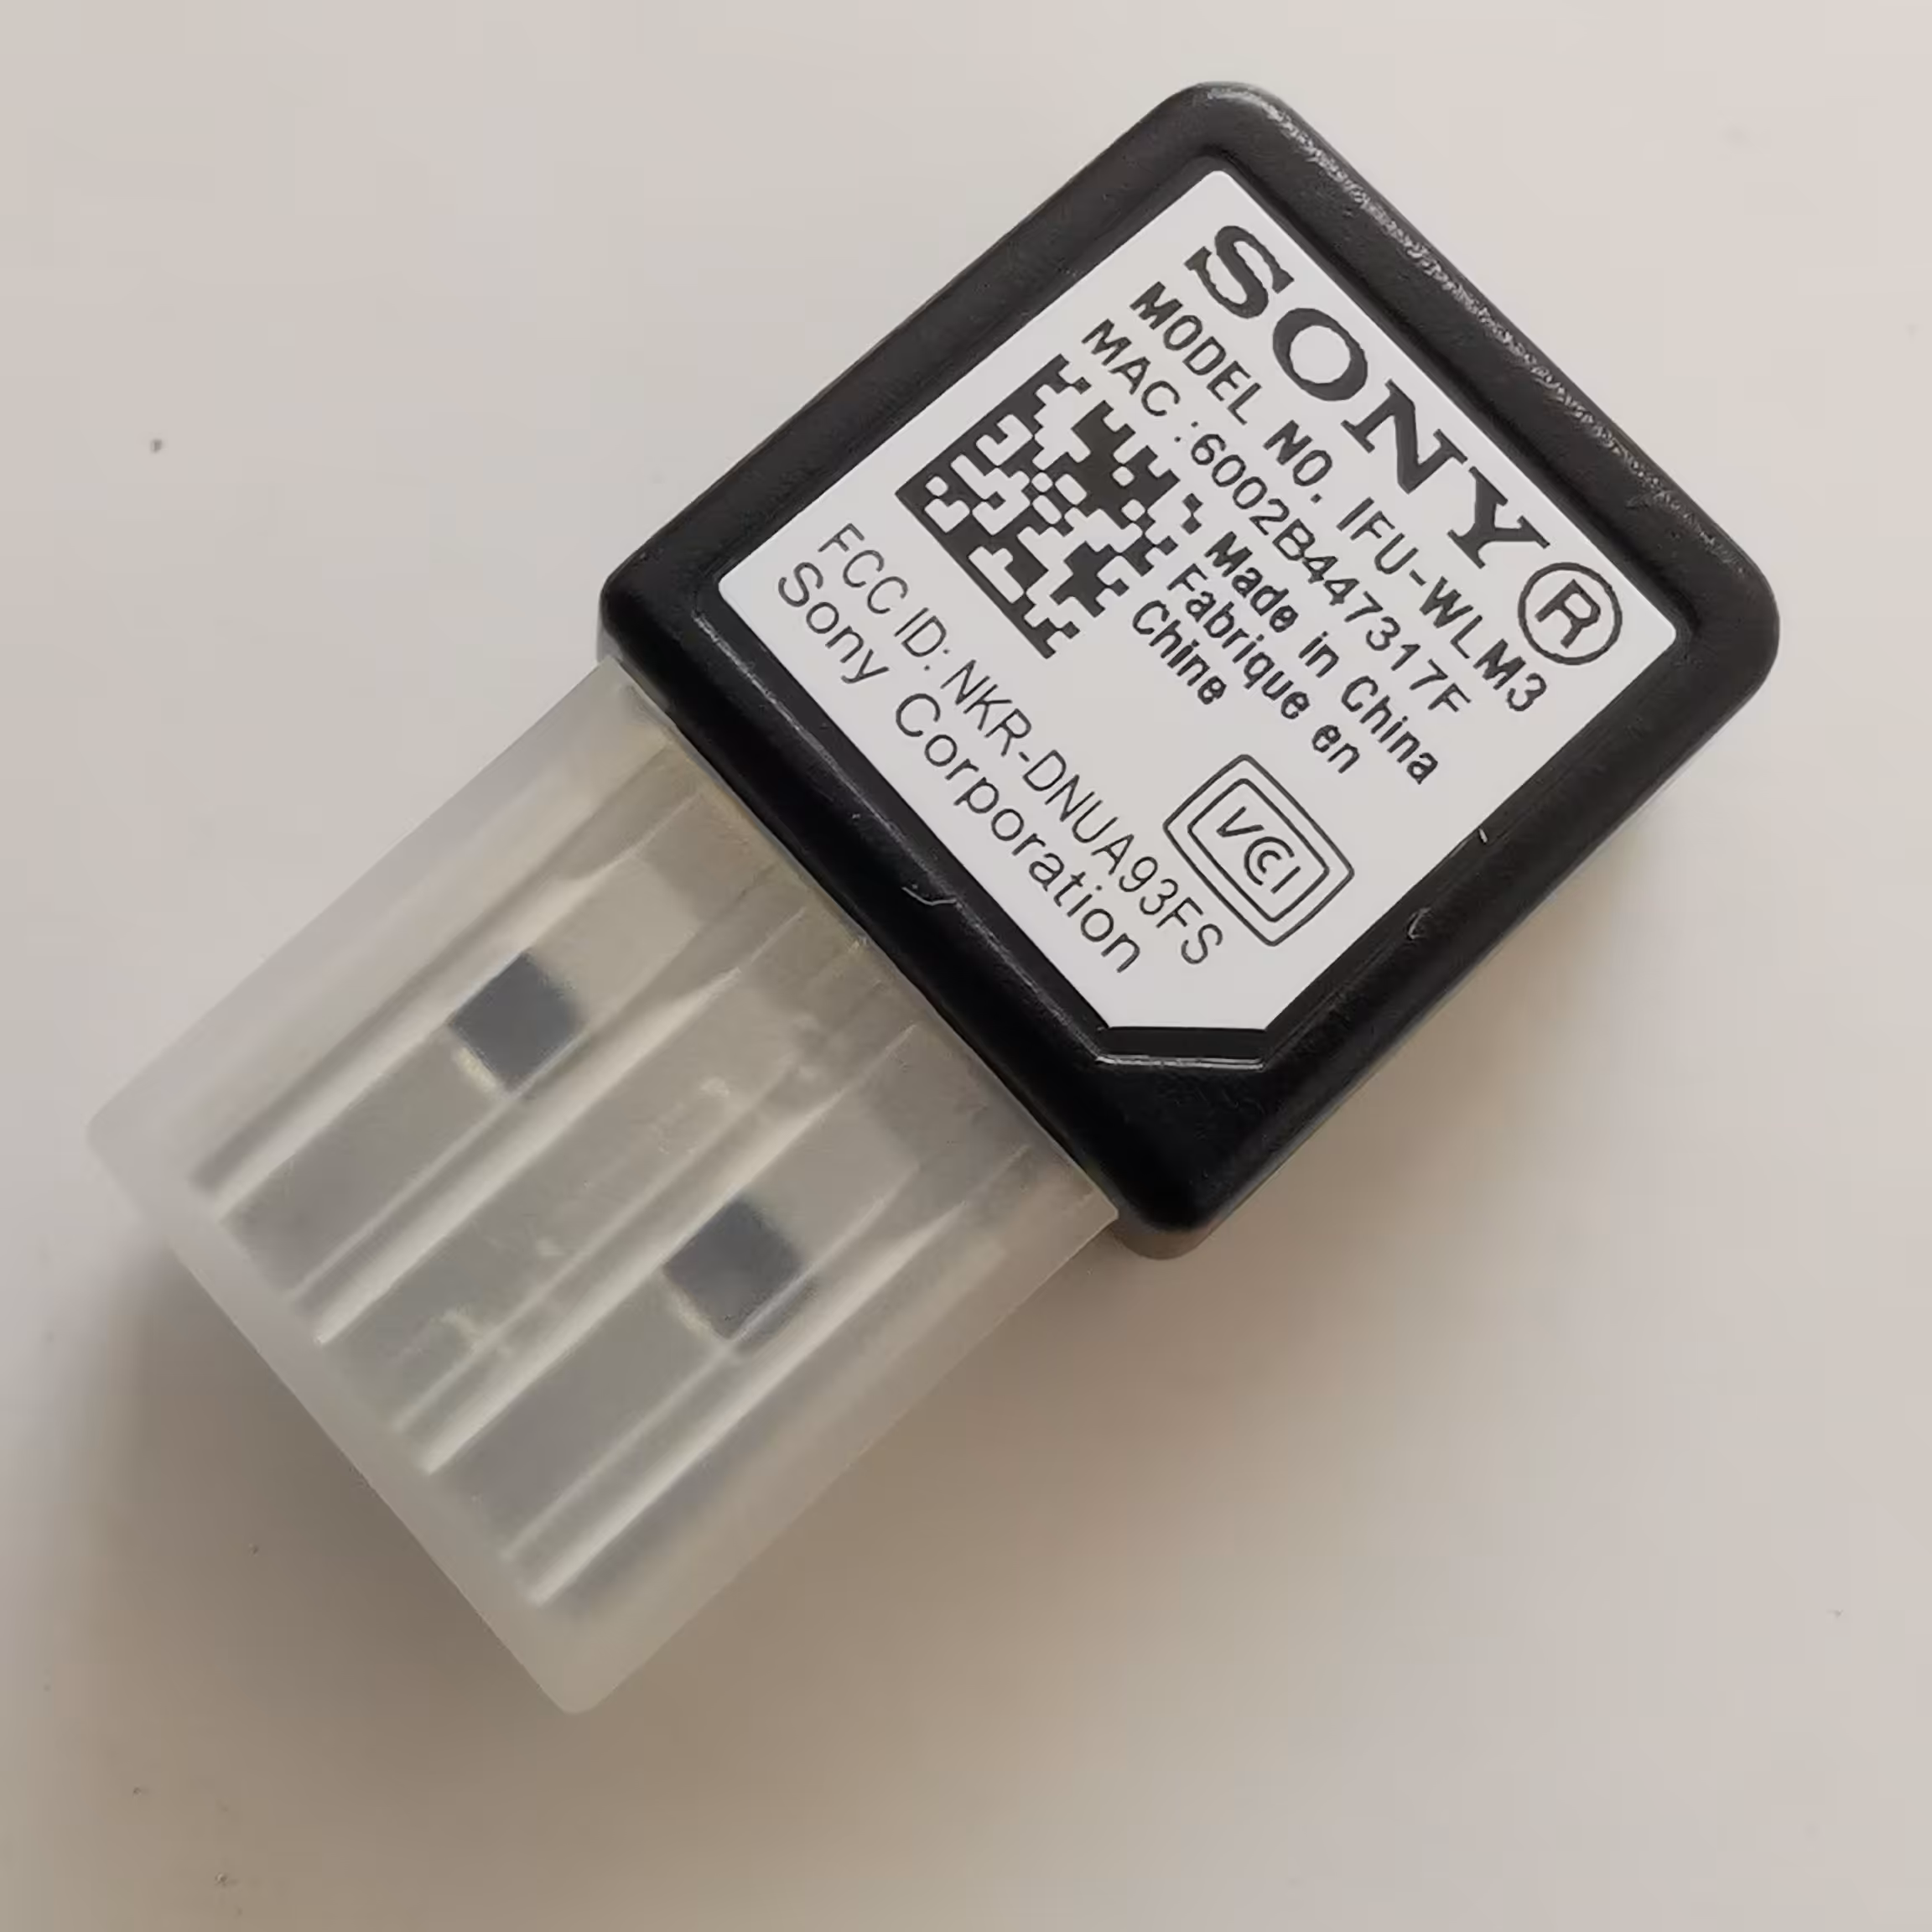 SONY®
MODEL NO. IFU-WLM3
MAC :6002B447317F
Made in China
Fabrique en
Chine
VCI
FCC ID: NKR-DNUA93FS
Sony Corporation